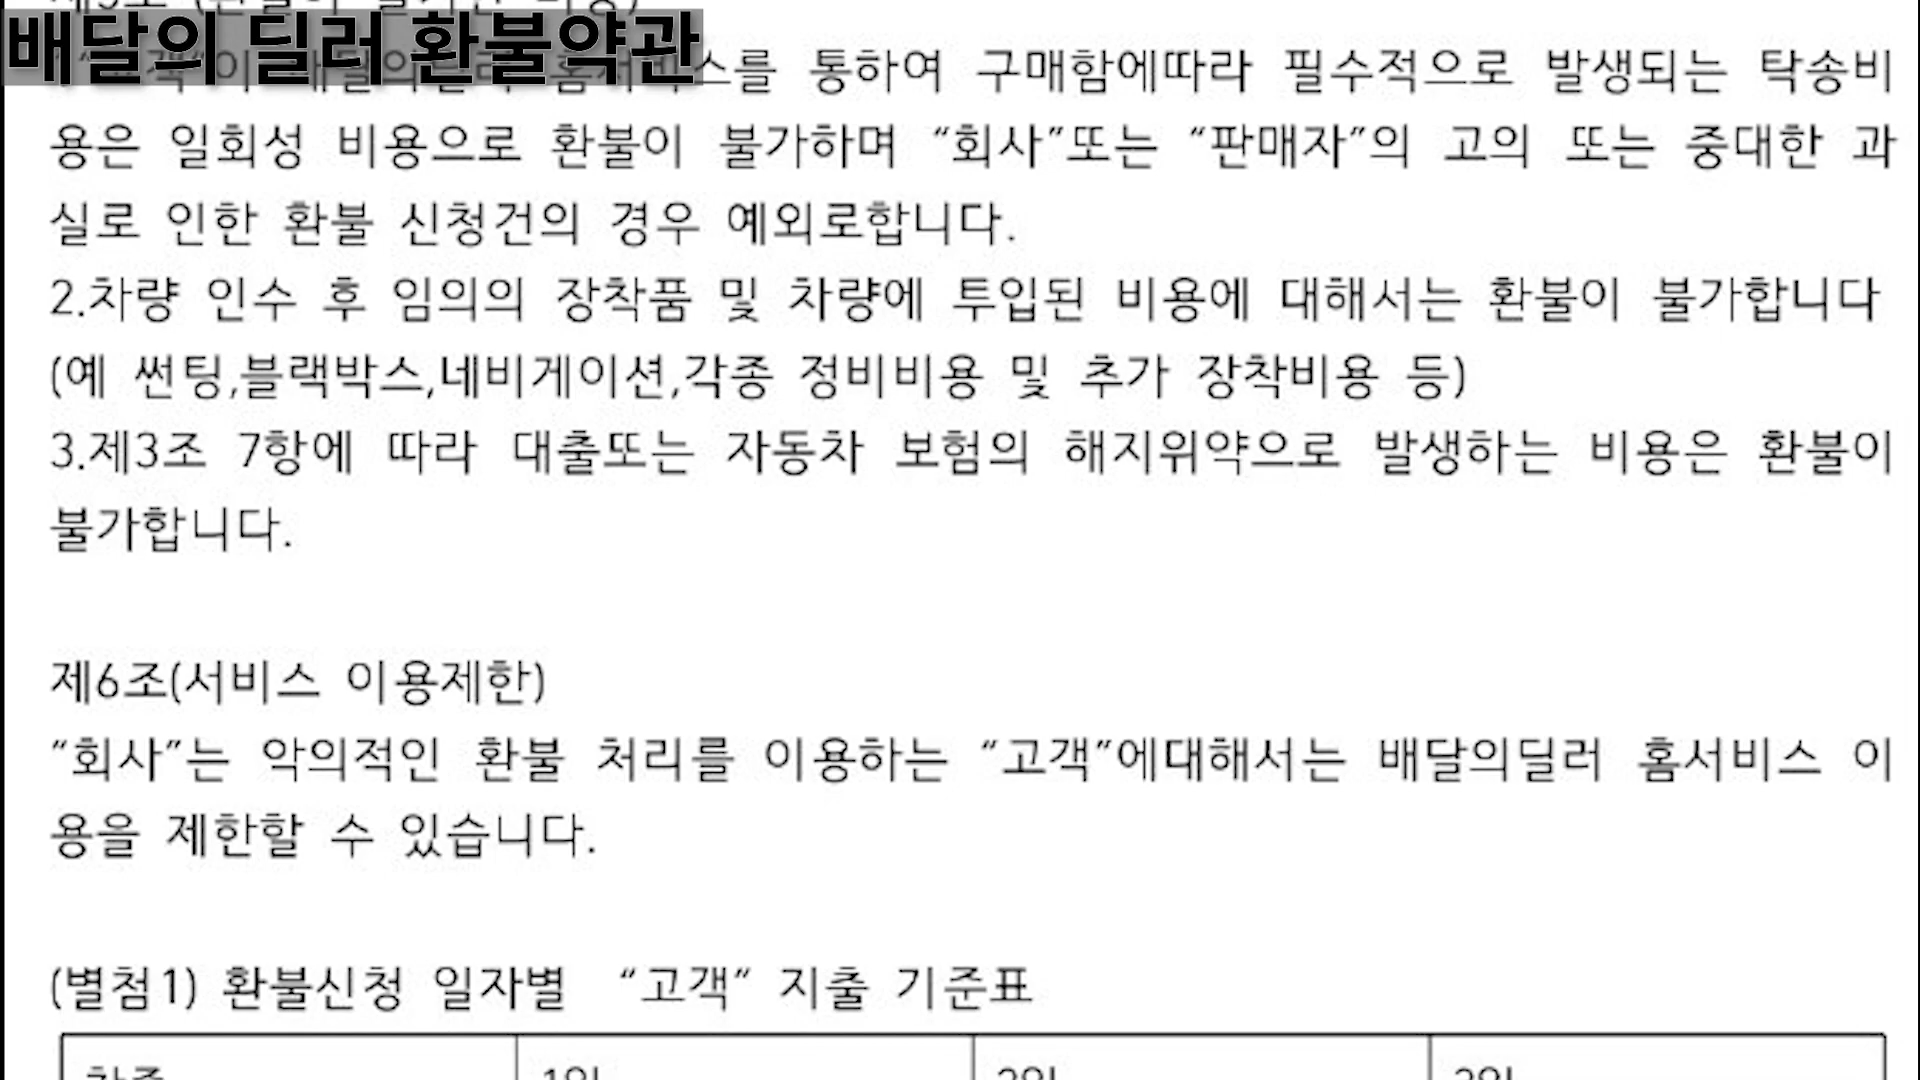 배달의 딜러 환불약관
스를 통하여 구매함에따라 필수적으로 발생되는 탁송비
용은 일회성 비용으로 환불이 불가하며 “회사”또는 “판매자”의 고의 또는 중대한 과
실로 인한 환불 신청건의 경우 예외로합니다.
2.차량 인수 후 임의의 장착품 및 차량에 투입된 비용에 대해서는 환불이 불가합니다
(예 썬팅,블랙박스,네비게이션,각종 정비비용 및 추가 장착비용 등)
3.제3조 7항에 따라 대출또는 자동차 보험의 해지위약으로 발생하는 비용은 환불이
불가합니다.
제6조(서비스 이용제한)
“회사”는 악의적인 환불 처리를 이용하는 “고객”에대해서는 배달의딜러 홈서비스 이
용을 제한할 수 있습니다.
(별첨1) 환불신청 일자별 “고객” 지출 기준표